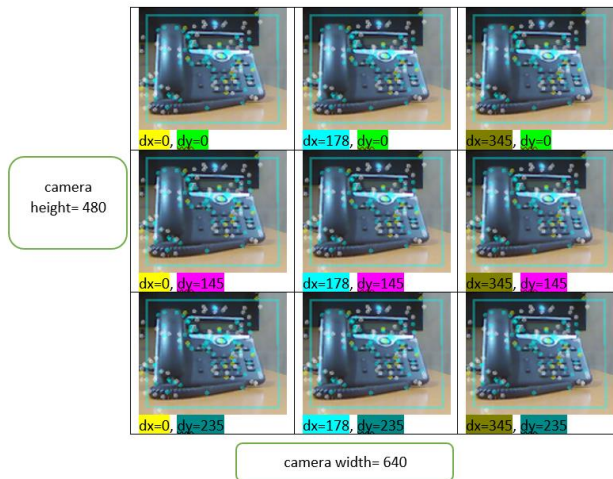 dx=0, dy=0
dx=178, dy=0
dx=345, dy=0
camera
height= 480
dx=0, dy=145
dx=178, dy=145
dx=345, dy=145
dx=0, dy=235
dx=178, dy=235
dx=345, dy=235
camera width= 640